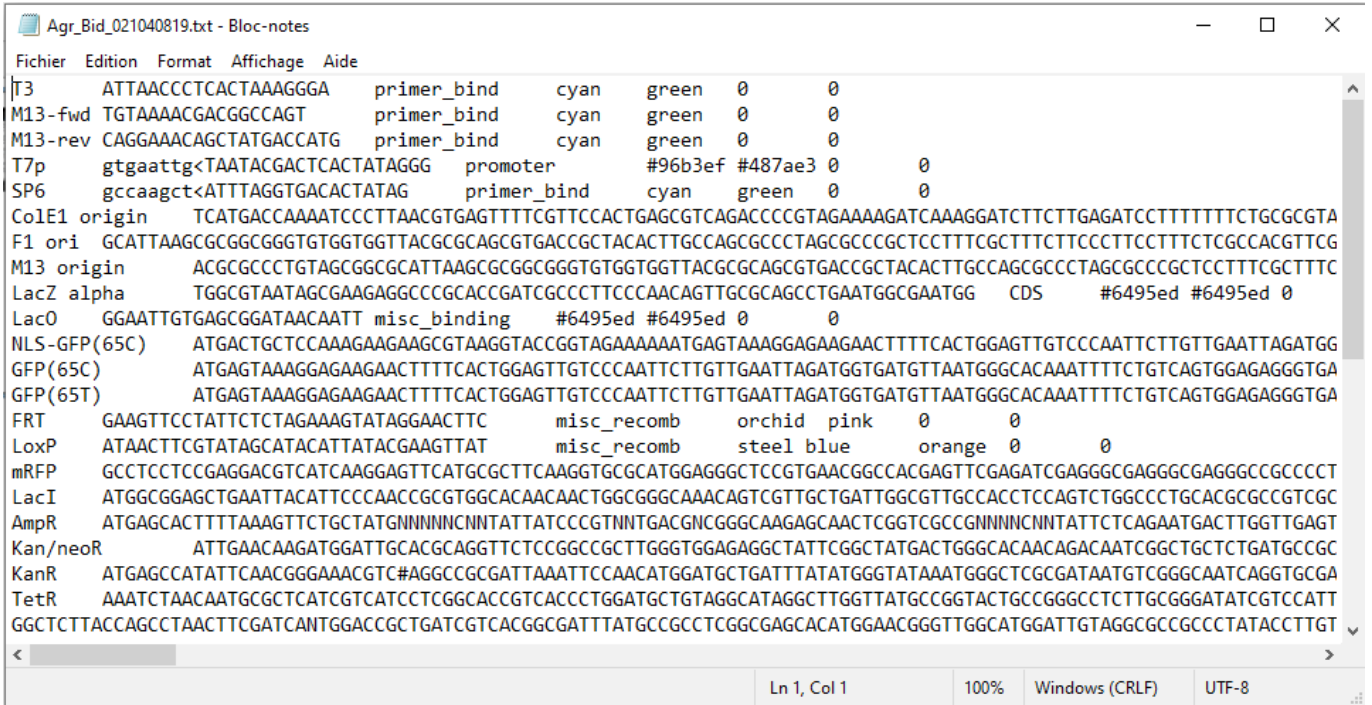 Agr_Bid_021040819.txt - Bloc-notes
Fichier Edition Format Affichage Aide
T3 ATTAACCCTCACTAAAGGGA primer_bind cyan green 0 0
M13-fwd TGTAAAACGACGGCCAGT primer_bind cyan green 0 0
M13-rev CAGGAAACAGCTATGACCATG primer_bind cyan green 0 0
T7p gtgaattg<TAATACGACTCACTATAGGG promoter #96b3ef #487ae3 0 0
SP6 gccaagct<ATTTAGGTGACACTATAG primer_bind cyan green 0 0
ColE1 origin TCATGACCAAAATCCCTTAACGTGAGTTTTCGTTCCACTGAGCGTCAGACCCCGTAGAAAAGATCAAAGGATCTTCTTGAGATCCTTTTTTTCTGCGCGTA
F1 ori GCATTAAGCGCGGCGGGTGTGGTGGTTACGCGCAGCGTGACCGCTACACTTGCCAGCGCCCTAGCGCCCGCTCCTTTCGCTTTCTTCCCTTCCTTTCTCGCCACGTTCG
M13 origin ACGCGCCCTGTAGCGGCGCATTAAGCGCGGCGGGTGTGGTGGTTACGCGCAGCGTGACCGCTACACTTGCCAGCGCCCTAGCGCCCGCTCCTTTCGCTTTC
LacZ alpha TGGCGTAATAGCGAAGAGGCCCGCACCGATCGCCCTTCCCAACAGTTGCGCAGCCTGAATGGCGAATGG CDS #6495ed #6495ed 0
LacO GGAATTGTGAGCGGATAACAATT misc_binding #6495ed #6495ed 0 0
NLS-GFP(65C) ATGACTGCTCCAAAGAAGAAGCGTAAGGTACCGGTAGAAAAAATGAGTAAAGGAGAAGAACTTTTCACTGGAGTTGTCCCAATTCTTGTTGAATTAGATGG
GFP(65C) ATGAGTAAAGGAGAAGAACTTTTCACTGGAGTTGTCCCAATTCTTGTTGAATTAGATGGTGATGTTAATGGGCACAAATTTTCTGTCAGTGGAGAGGGTGA
GFP(65T) ATGAGTAAAGGAGAAGAACTTTTCACTGGAGTTGTCCCAATTCTTGTTGAATTAGATGGTGATGTTAATGGGCACAAATTTTCTGTCAGTGGAGAGGGTGA
FRT GAAGTTCCTATTCTCTAGAAAGTATAGGAACTTC misc_recomb orchid pink 0 0
LoxP ATAACTTCGTATAGCATACATTATACGAAGTTAT misc_recomb steel blue orange 0 0
mRFP GCCTCCTCCGAGGACGTCATCAAGGAGTTCATGCGCTTCAAGGTGCGCATGGAGGGCTCCGTGAACGGCCACGAGTTCGAGATCGAGGGCGAGGGCGAGGGCCGCCCCT
LacI ATGGCGGAGCTGAATTACATTCCCAACCGCGTGGCACAACAACTGGCGGGCAAACAGTCGTTGCTGATTGGCGTTGCCACCTCCAGTCTGGCCCTGCACGCGCCGTCGC
AmpR ATGAGCACTTTTAAAGTTCTGCTATGNNNNNCNNTATTATCCCGTNNTGACGNCGGGCAAGAGCAACTCGGTCGCCGNNNNCNNTATTCTCAGAATGACTTGGTTGAGT
Kan/neoR ATTGAACAAGATGGATTGCACGCAGGTTCTCCGGCCGCTTGGGTGGAGAGGCTATTCGGCTATGACTGGGCACAACAGACAATCGGCTGCTCTGATGCCGC
KanR ATGAGCCATATTCAACGGGAAACGTC#AGGCCGCGATTAAATTCCAACATGGATGCTGATTTATATGGGTATAAATGGGCTCGCGATAATGTCGGGCAATCAGGTGCGA
TetR AAATCTAACAATGCGCTCATCGTCATCCTCGGCACCGTCACCCTGGATGCTGTAGGCATAGGCTTGGTTATGCCGGTACTGCCGGGCCTCTTGCGGGATATCGTCCATT
GGCTCTTACCAGCCTAACTTCGATCANTGGACCGCTGATCGTCACGGCGATTTATGCCGCCTCGGCGAGCACATGGAACGGGTTGGCATGGATTGTAGGCGCCGCCCTATACCTTGT
Ln 1, Col 1 100% Windows (CRLF) UTF-8